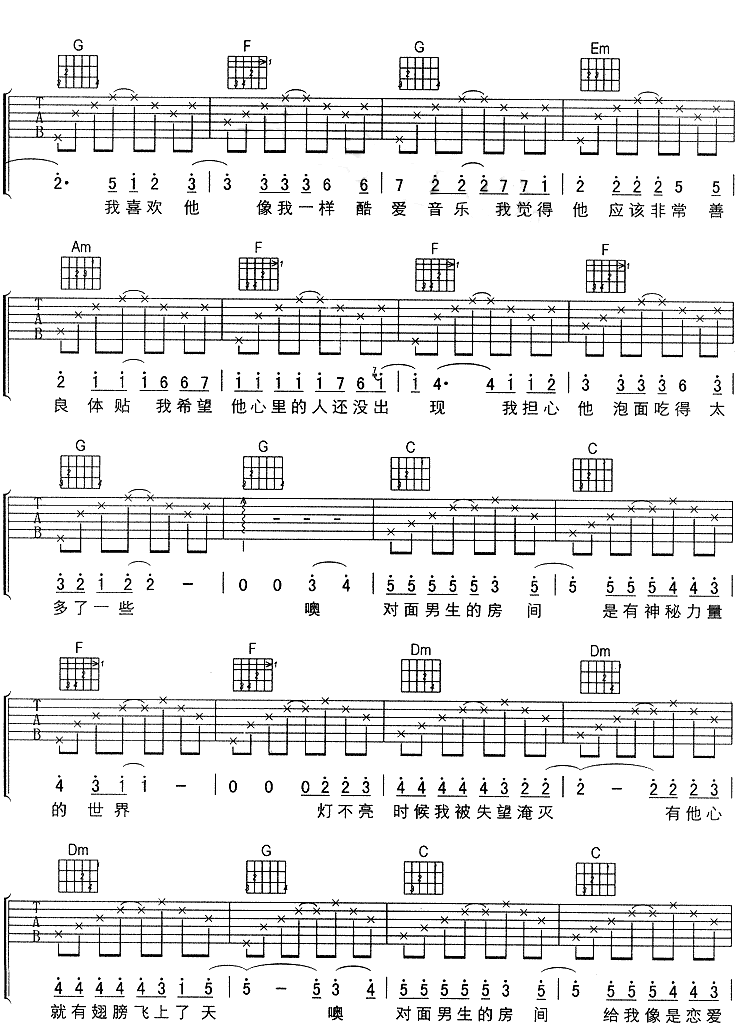 G F G Em
T A B
2· 5 1 2 3 | 3 3 3 3 6 6 | 7 2 2 2 7 7 1 | 2 2 2 2 5 5
我喜欢 他 像我一样 酷 爱 音乐 我觉得 他 应该非常 善
Am F F F
T A B
2 1 1 1 6 6 7 | 1 1 1 1 1 7 6 1 | 1 4· 4 1 1 2 | 3 3 3 3 6 3
良 体 贴 我希望 他心里的人还没出 现 我担心 他 泡面吃得 太
G G C C
T A B
3 2 1 2 2 – | 0 0 3 4 | 5 5 5 5 5 3 5 | 5 5 5 5 4 4 3
多了一些 噢 对面男生的房 间 是有神秘力量
F F Dm Dm
T A B
4 3 1 1 – | 0 0 0 2 2 3 | 4 4 4 4 4 3 2 2 | 2 – 2 2 2 3
的 世界 灯不亮 时候我被失望淹灭 有他心
Dm G C C
T A B
4 4 4 4 4 3 1 5 | 5 – 5 3 4 | 5 5 5 5 5 3 5 | 5 5 5 5 4 4 3
就有翅膀飞上了天 噢 对面男生的房 间 给我像是恋爱